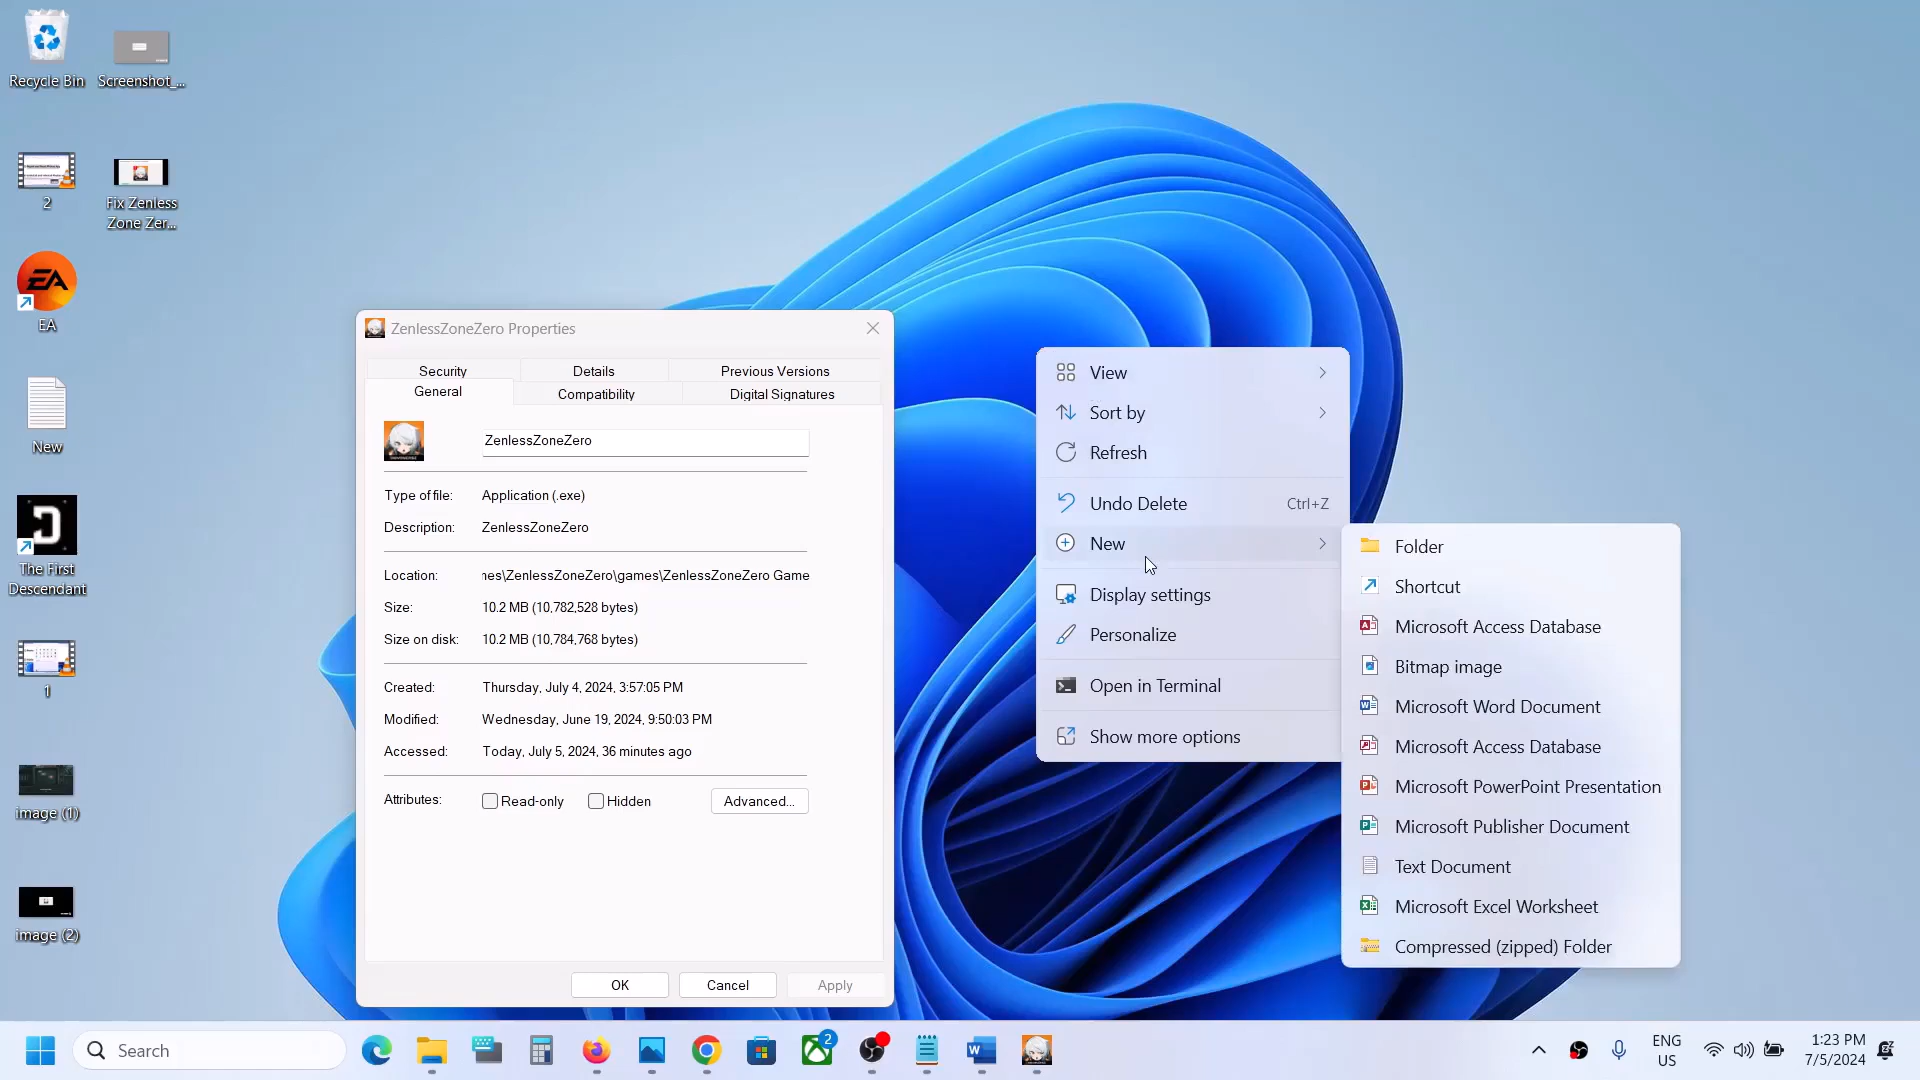 Recycle Bin
Screenshot_...
2
Fix Zenless
Zone Zer...
EA
EA
New
The First
Descendant
1
image (1)
image (2)
ZenlessZoneZero Properties
Security
Details
Previous Versions
General
Compatibility
Digital Signatures
ZenlessZoneZero
Type of file:
Application (.exe)
Description:
ZenlessZoneZero
Location:
nes\ZenlessZoneZero\games\ZenlessZoneZero Game
Size:
10.2 MB (10,782,528 bytes)
Size on disk:
10.2 MB (10,784,768 bytes)
Created:
Thursday, July 4, 2024, 3:57:05 PM
Modified:
Wednesday, June 19, 2024, 9:50:03 PM
Accessed:
Today, July 5, 2024, 36 minutes ago
Attributes:
Read-only
Hidden
Advanced...
OK
Cancel
Apply
View
Sort by
Refresh
Undo Delete
Ctrl+Z
New
Display settings
Personalize
Open in Terminal
Show more options
Folder
Shortcut
Microsoft Access Database
Bitmap image
Microsoft Word Document
Microsoft Access Database
Microsoft PowerPoint Presentation
Microsoft Publisher Document
Text Document
Microsoft Excel Worksheet
Compressed (zipped) Folder
Search
2
ENG
US
1:23 PM
7/5/2024